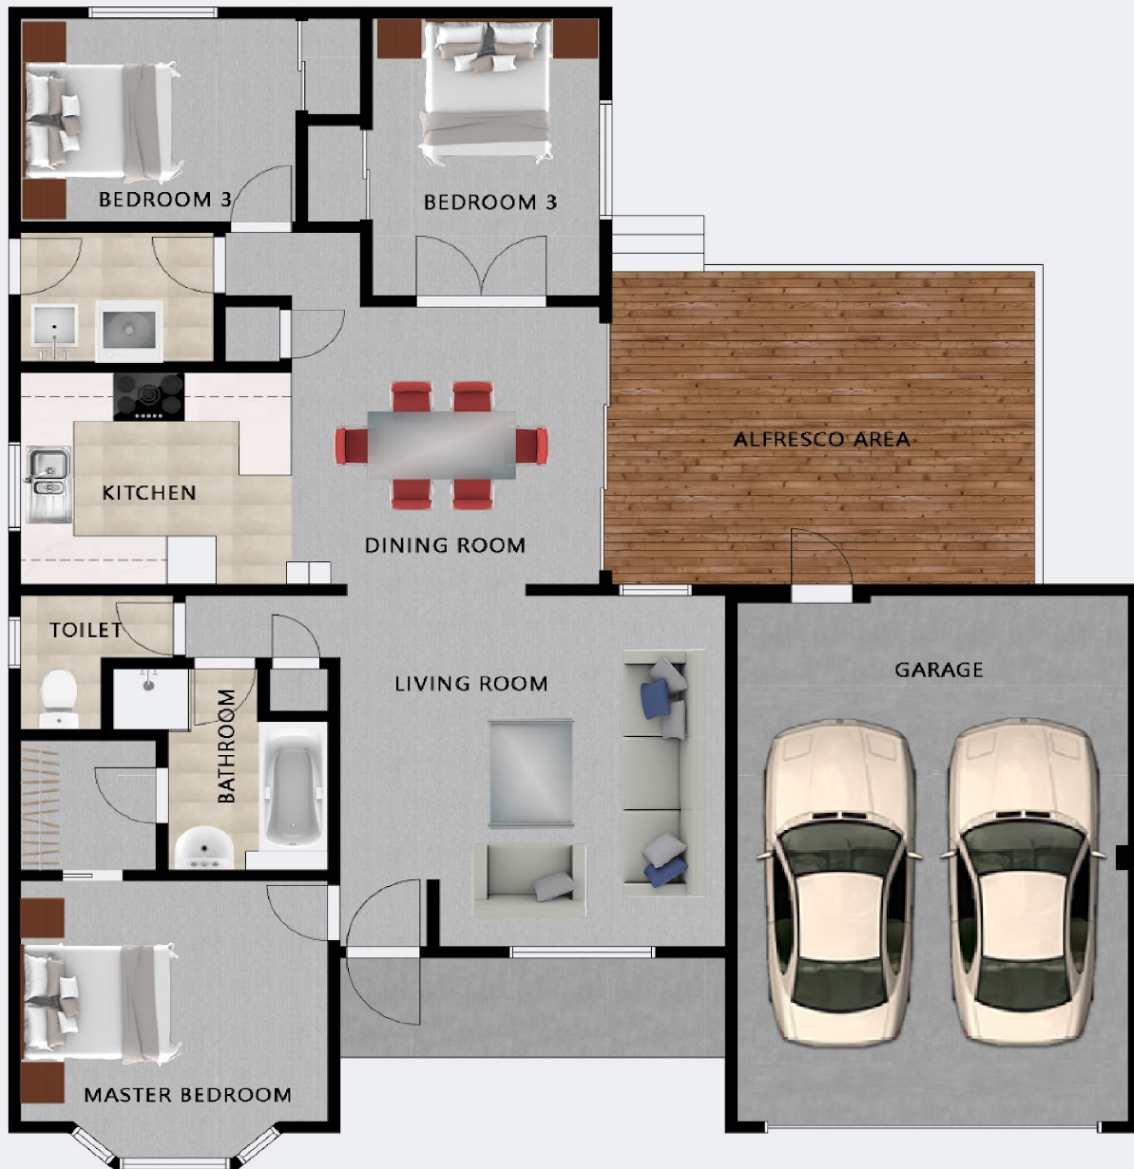 BEDROOM 3
BEDROOM 3
ALFRESCO AREA
KITCHEN
DINING ROOM
TOILET
LIVING ROOM
GARAGE
BATHROOM
MASTER BEDROOM